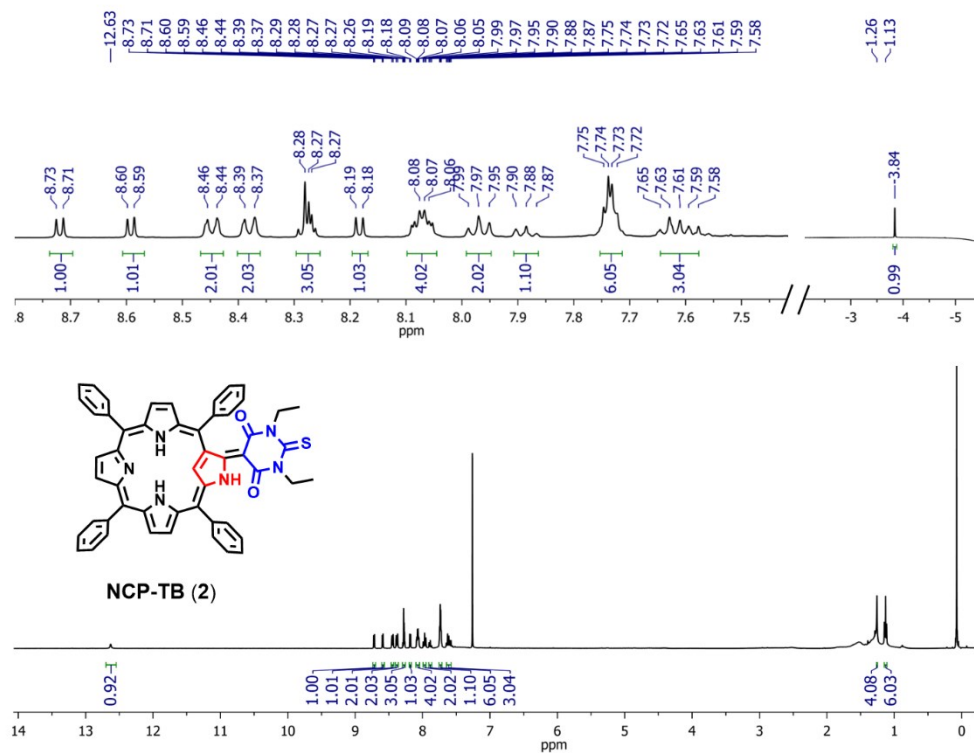 -12.63 8.73 8.71 8.60 8.59 8.46 8.44 8.39 8.37 8.29 8.28 8.27 8.27 8.26 8.19 8.18 8.09 8.08 8.07 8.06 8.05 7.99 7.97 7.95 7.90 7.88 7.87 7.75 7.74 7.73 7.72 7.65 7.63 7.61 7.59 7.58 1.26 1.13
8.73 8.71 8.60 8.59 8.46 8.44 8.39 8.37 8.28 8.27 8.27 8.19 8.18 8.08 8.07 8.06 7.99 7.97 7.95 7.90 7.88 7.87 7.75 7.74 7.73 7.72 7.65 7.63 7.61 7.59 7.58 -3.84
1.00 1.01 2.01 2.03 3.05 1.03 4.02 2.02 1.10 6.05 3.04 0.99
.8 8.7 8.6 8.5 8.4 8.3 8.2 8.1 8.0 7.9 7.8 7.7 7.6 7.5 -3 -4 -5
ppm ppm
O N S
NH N
H N
N NH O
H
N
NCP-TB (2)
0.92 1.00 1.01 2.01 2.03 3.05 1.03 4.02 2.02 1.10 6.05 3.04 4.08 6.03
14 13 12 11 10 9 8 7 6 5 4 3 2 1 0
ppm